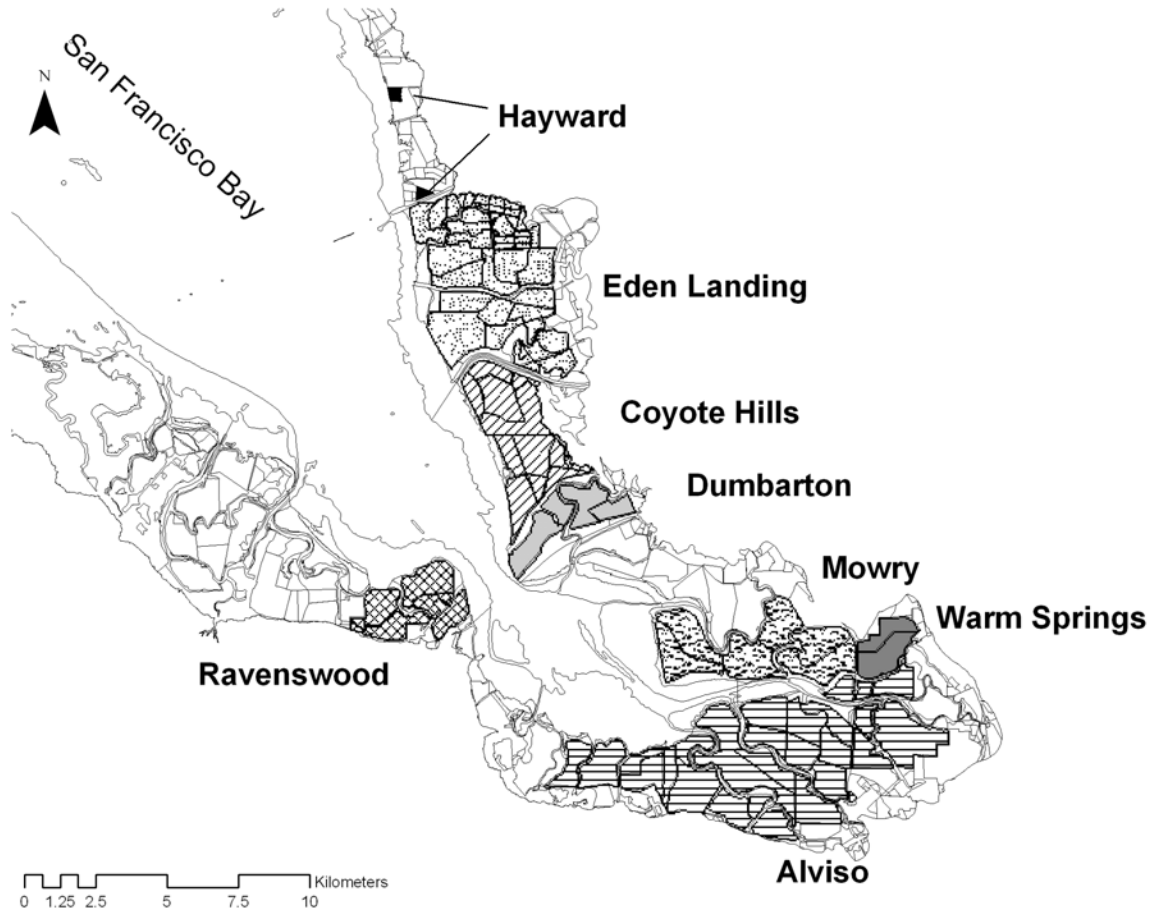 San Francisco Bay
N
Hayward
Eden Landing
Coyote Hills
Dumbarton
Mowry
Warm Springs
Ravenswood
Alviso
Kilometers
0 1.25 2.5 5 7.5 10